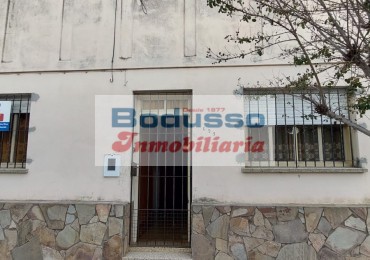 Desde 1977
Bodusso
Inmobiliaria